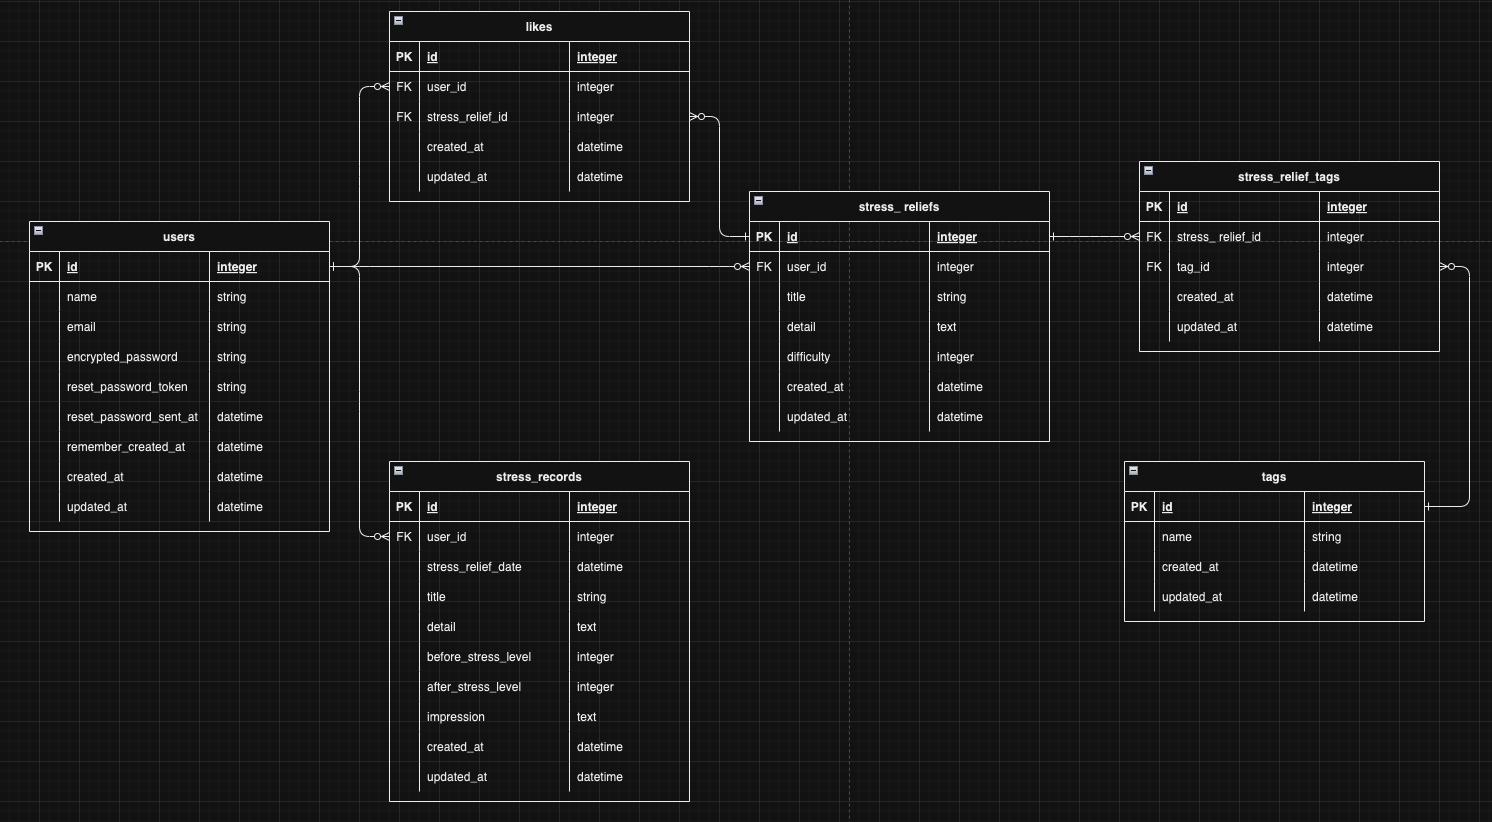 likes
PK id integer
FK user_id integer
FK stress_relief_id integer
created_at datetime
updated_at datetime
users
PK id integer
name string
email string
encrypted_password string
reset_password_token string
reset_password_sent_at datetime
remember_created_at datetime
created_at datetime
updated_at datetime
stress_ reliefs
PK id integer
FK user_id integer
title string
detail text
difficulty integer
created_at datetime
updated_at datetime
stress_relief_tags
PK id integer
FK stress_ relief_id integer
FK tag_id integer
created_at datetime
updated_at datetime
stress_records
PK id integer
FK user_id integer
stress_relief_date datetime
title string
detail text
before_stress_level integer
after_stress_level integer
impression text
created_at datetime
updated_at datetime
tags
PK id integer
name string
created_at datetime
updated_at datetime